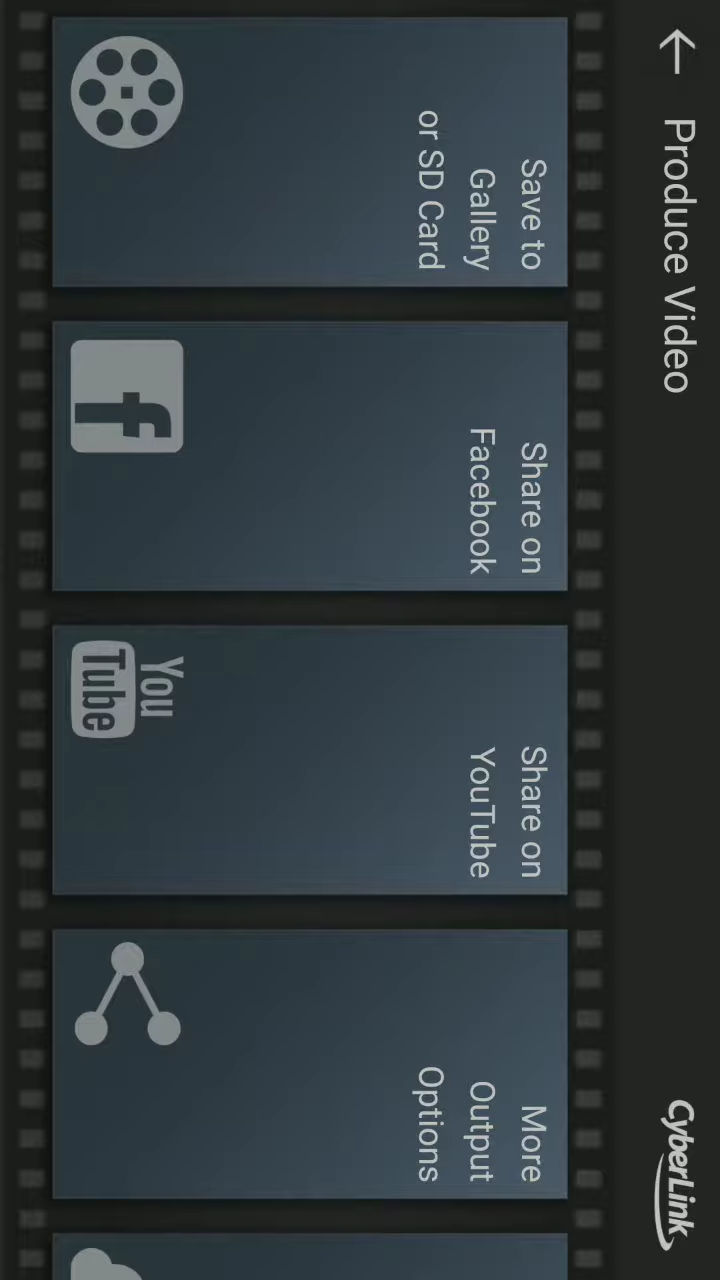 Produce Video
CyberLink
Save to
Gallery
or SD Card
Share on
Facebook
Share on
YouTube
More
Output
Options
f
You
Tube